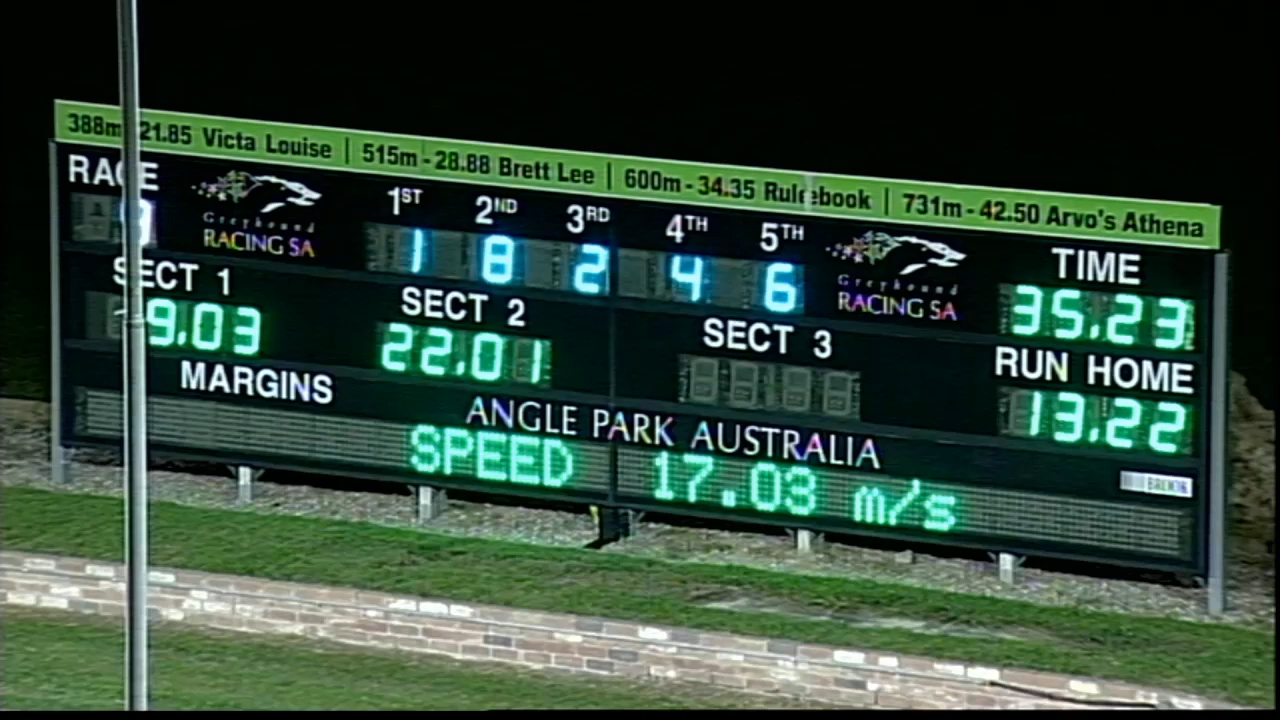 388m 21.85 Victa Louise | 515m - 28.88 Brett Lee | 600m - 34.35 Rulebook | 731m - 42.50 Arvo's Athena
RACE
Greyhound
RACING SA
1ST 2ND 3RD 4TH 5TH
1 8 2 4 6
Greyhound
RACING SA
TIME
35.23
SECT 1
9.03
SECT 2
22.01
SECT 3
RUN HOME
13.22
MARGINS
ANGLE PARK AUSTRALIA
SPEED 17.03 m/s